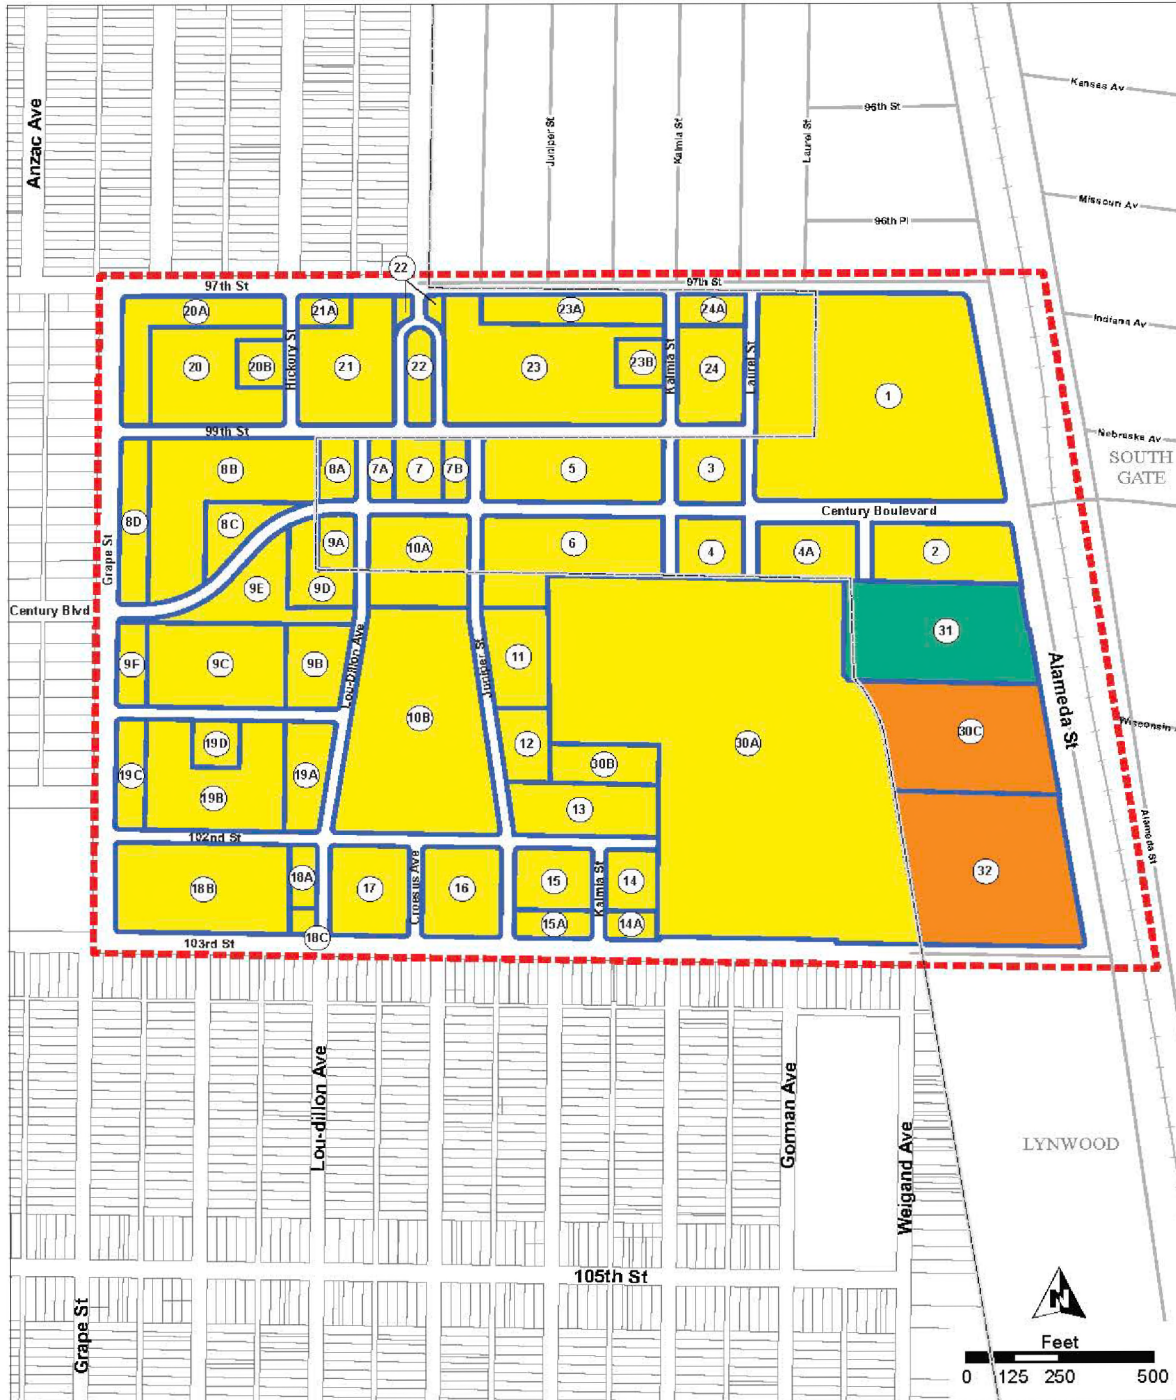 Anzac Ave
Juniper St
Kalmia St
Laurel St
95th St
96th Pl
Kansas Av
Missouri Av
Indiana Av
Nebraska Av
SOUTH
GATE
Wisconsin
22
97th St
97th St
20A
21A
23A
24A
20
20B
Hickory St
21
22
23
23B
Kalmia St
24
Laurel St
1
99th St
8B
8A
7A
7
7B
5
3
8D
8C
Century Boulevard
Grape St
9A
10A
6
4
4A
2
9E
9D
Century Blvd
31
9F
9C
9B
Lou-Dillon Ave
Juniper St
11
Alameda St
10B
12
30A
30C
19D
19C
19B
19A
30B
13
102nd St
Alameda St
18B
18A
17
Croesus Ave
16
15
Kalmia St
14
32
15A
14A
103rd St
18C
Lou-dillon Ave
Gorman Ave
Weigand Ave
LYNWOOD
105th St
Grape St
N
Feet
0 125 250 500